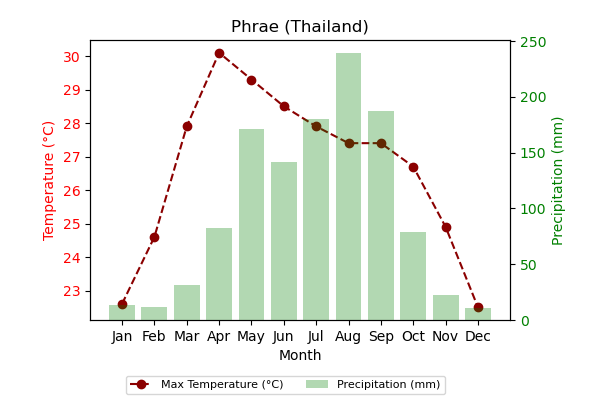 Phrae (Thailand)
30
29
28
27
26
25
24
23
Temperature (°C)
250
200
150
100
50
0
Precipitation (mm)
Jan Feb Mar Apr May Jun Jul Aug Sep Oct Nov Dec
Month
Max Temperature (°C) Precipitation (mm)